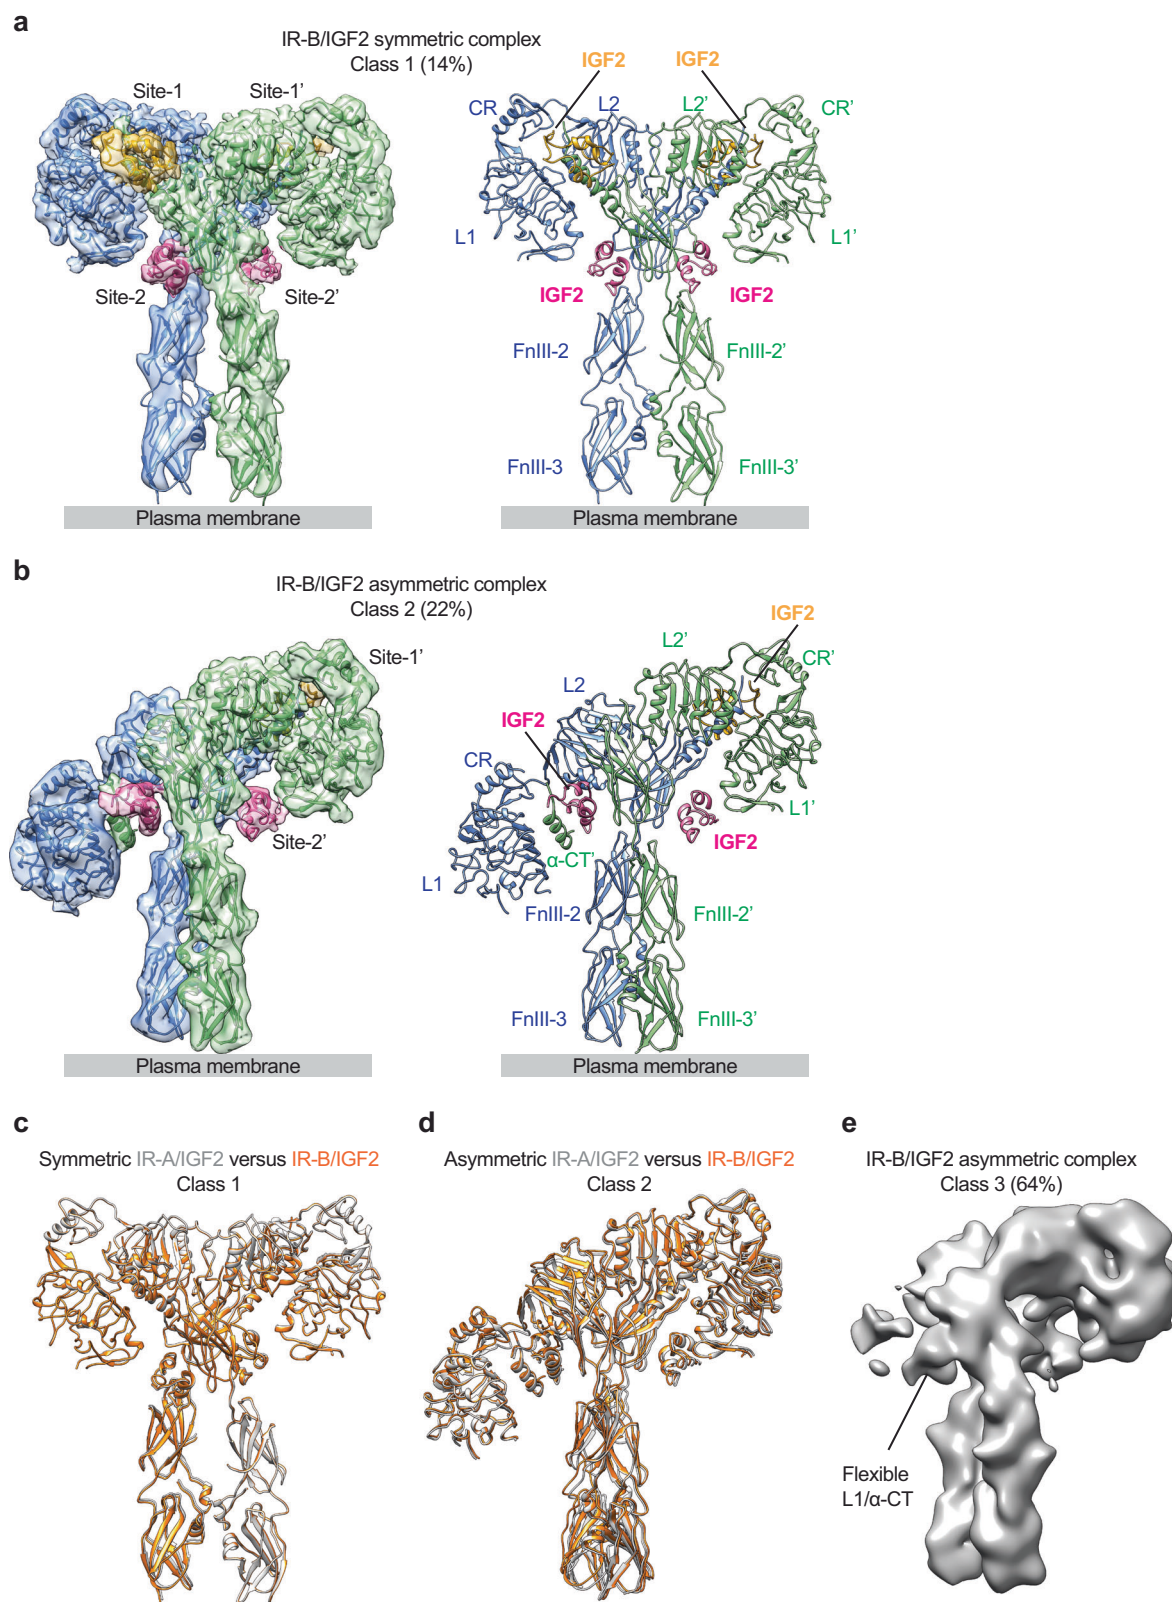 a
IR-B/IGF2 symmetric complex
Class 1 (14%)
Site-1
Site-1’
Site-2
Site-2’
Plasma membrane
IGF2
IGF2
CR
L2
L2’
CR’
L1
L1’
IGF2
IGF2
FnIII-2
FnIII-2’
FnIII-3
FnIII-3’
Plasma membrane
b
IR-B/IGF2 asymmetric complex
Class 2 (22%)
Site-1’
Site-2’
Plasma membrane
IGF2
L2’
CR’
L2
IGF2
CR
L1’
IGF2
α-CT’
L1
FnIII-2
FnIII-2’
FnIII-3
FnIII-3’
Plasma membrane
c
Symmetric IR-A/IGF2 versus IR-B/IGF2
Class 1
d
Asymmetric IR-A/IGF2 versus IR-B/IGF2
Class 2
e
IR-B/IGF2 asymmetric complex
Class 3 (64%)
Flexible
L1/α-CT